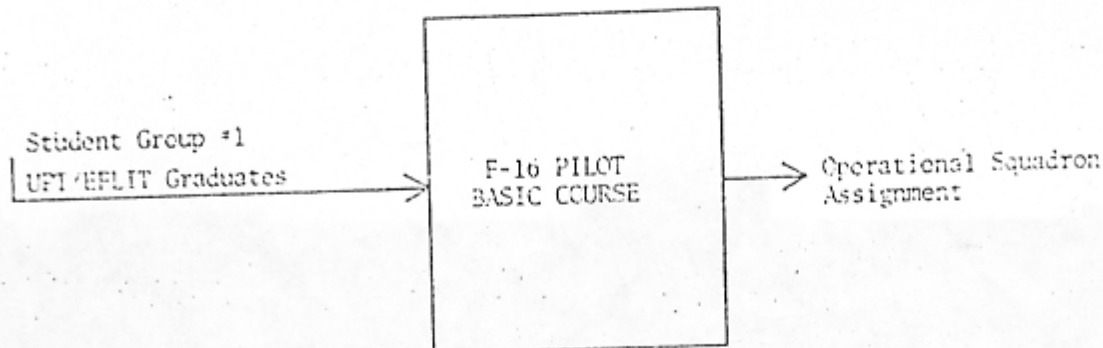 Student Group #1
UPT/EFLIT Graduates
F-16 PILOT
BASIC COURSE
Operational Squadron
Assignment